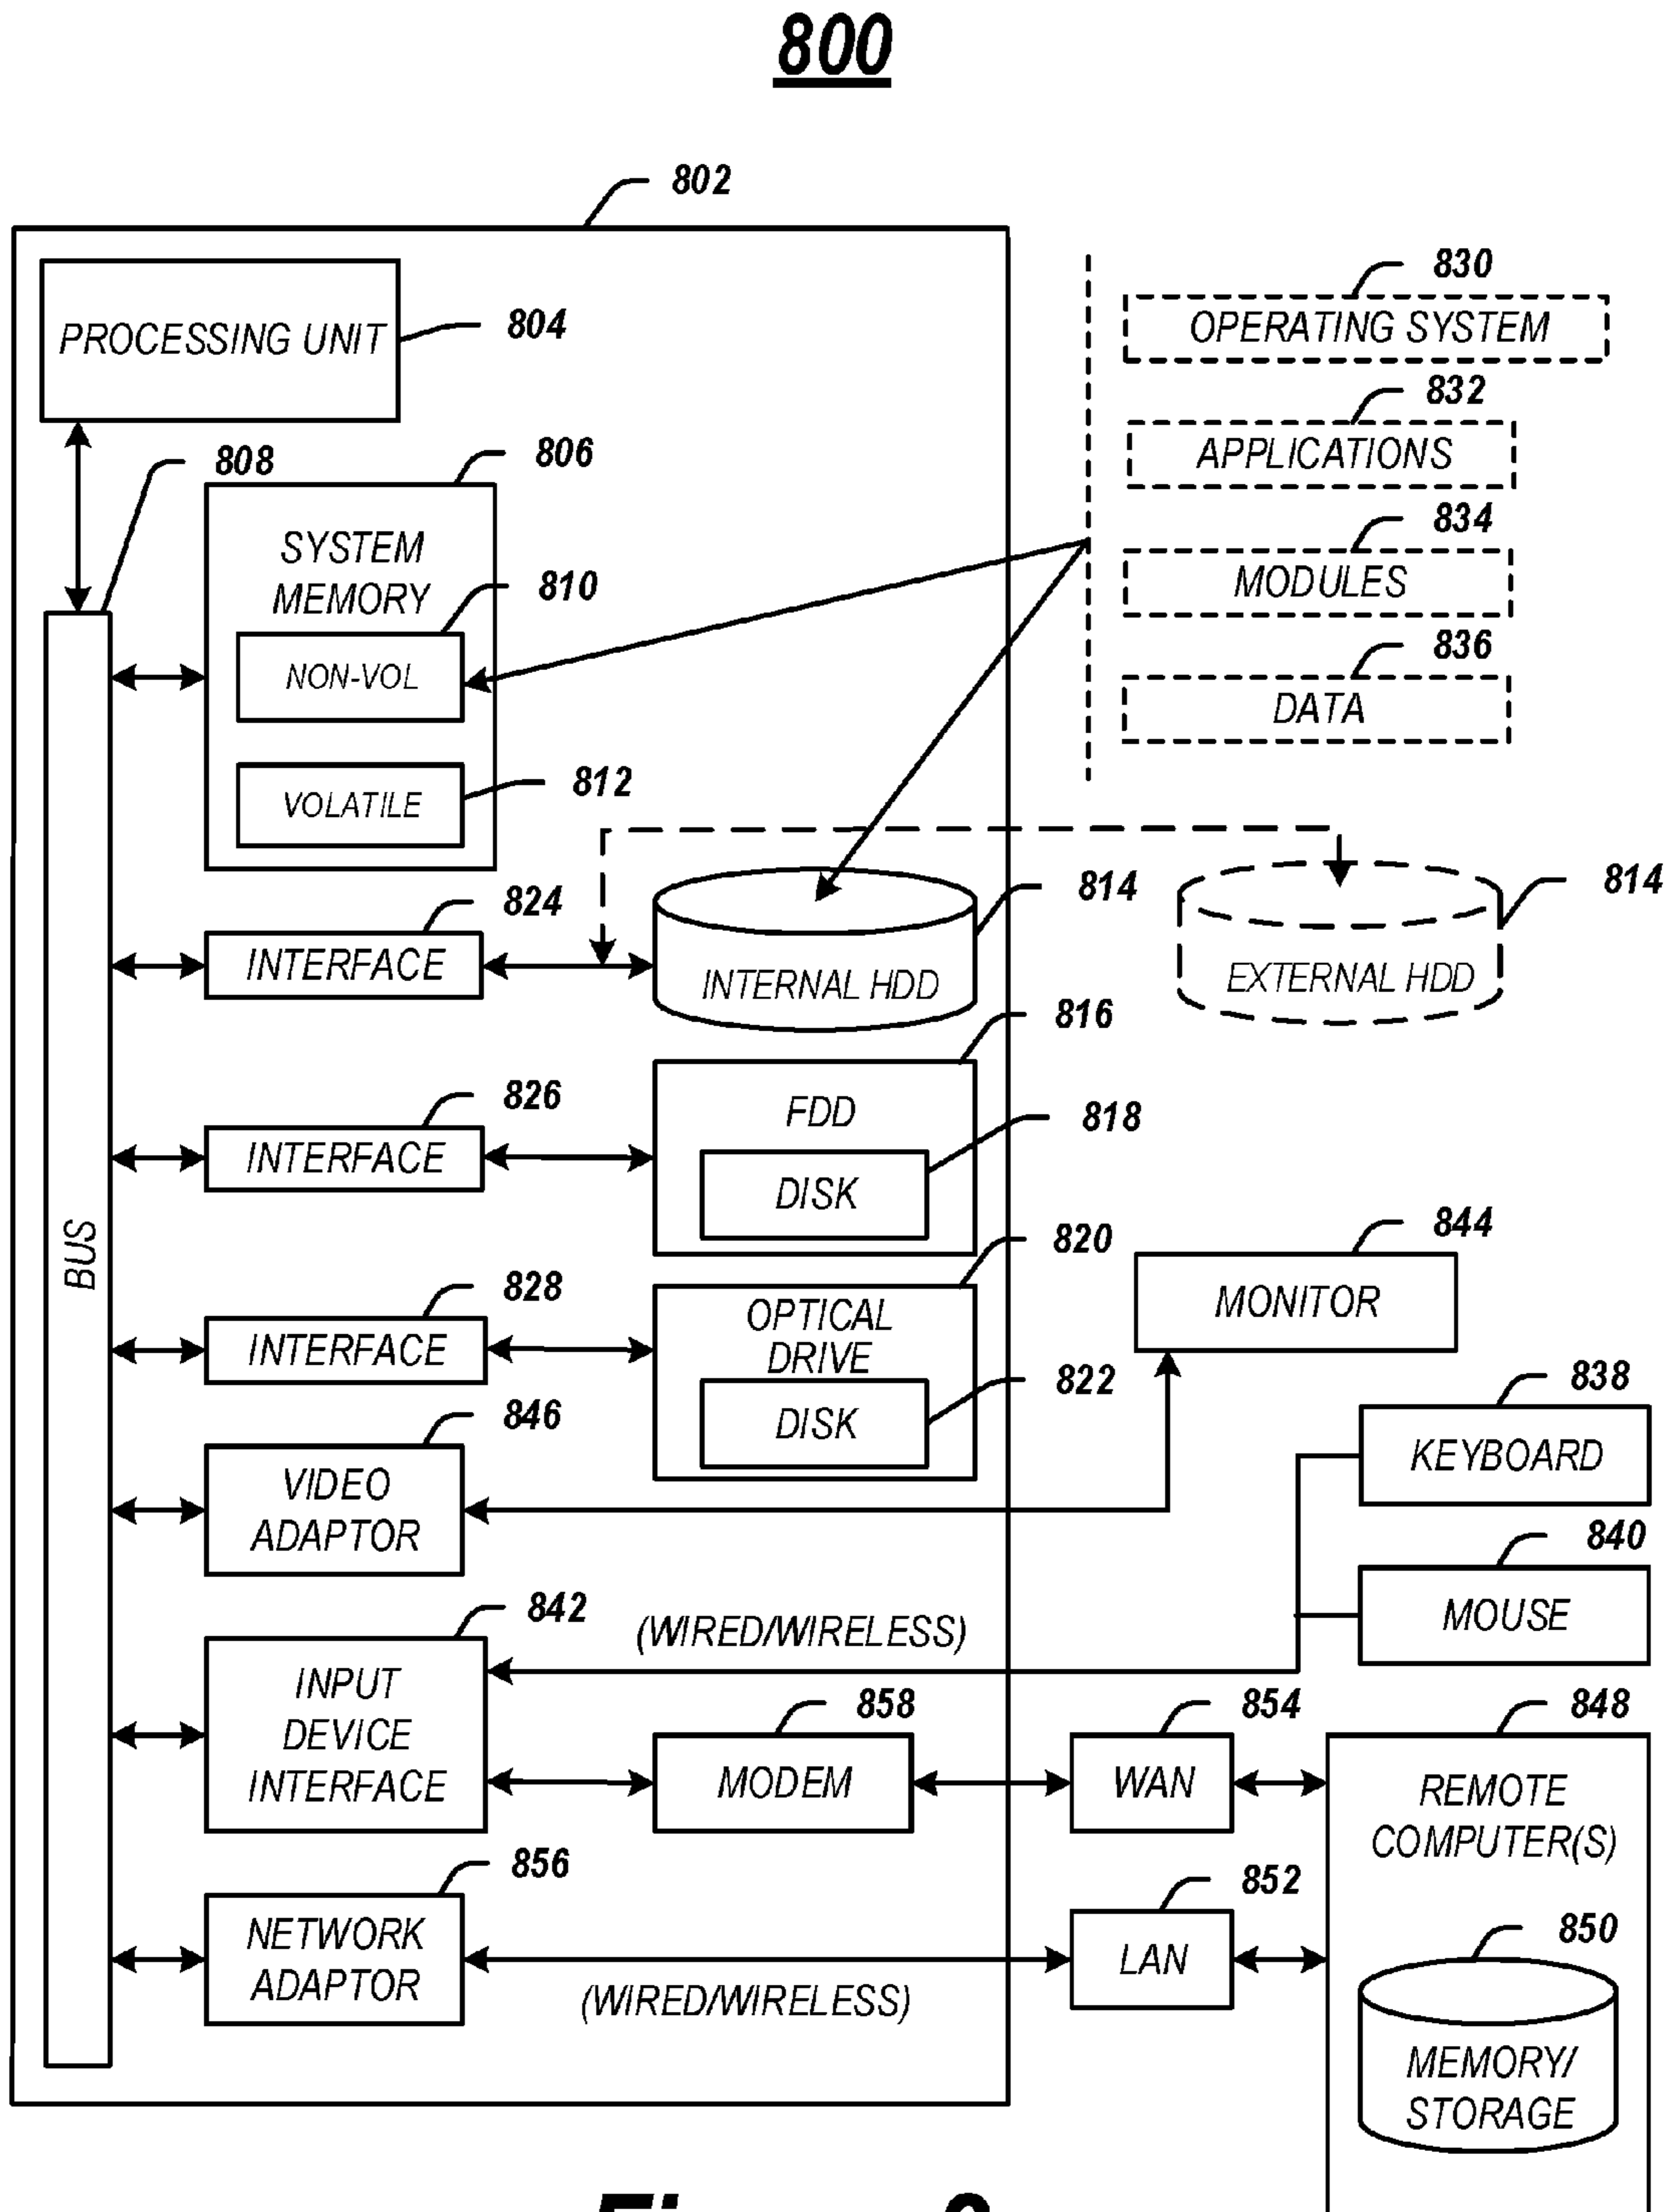 800
802
PROCESSING UNIT
804
830
OPERATING SYSTEM
832
APPLICATIONS
834
MODULES
836
DATA
808
806
SYSTEM
MEMORY
810
NON-VOL
812
VOLATILE
BUS
824
INTERFACE
INTERNAL HDD
814
EXTERNAL HDD
814
826
INTERFACE
816
FDD
818
DISK
828
INTERFACE
820
OPTICAL
DRIVE
822
DISK
844
MONITOR
846
VIDEO
ADAPTOR
838
KEYBOARD
840
MOUSE
842
INPUT
DEVICE
INTERFACE
(WIRED/WIRELESS)
858
MODEM
854
WAN
848
REMOTE
COMPUTER(S)
856
NETWORK
ADAPTOR
(WIRED/WIRELESS)
852
LAN
850
MEMORY/
STORAGE